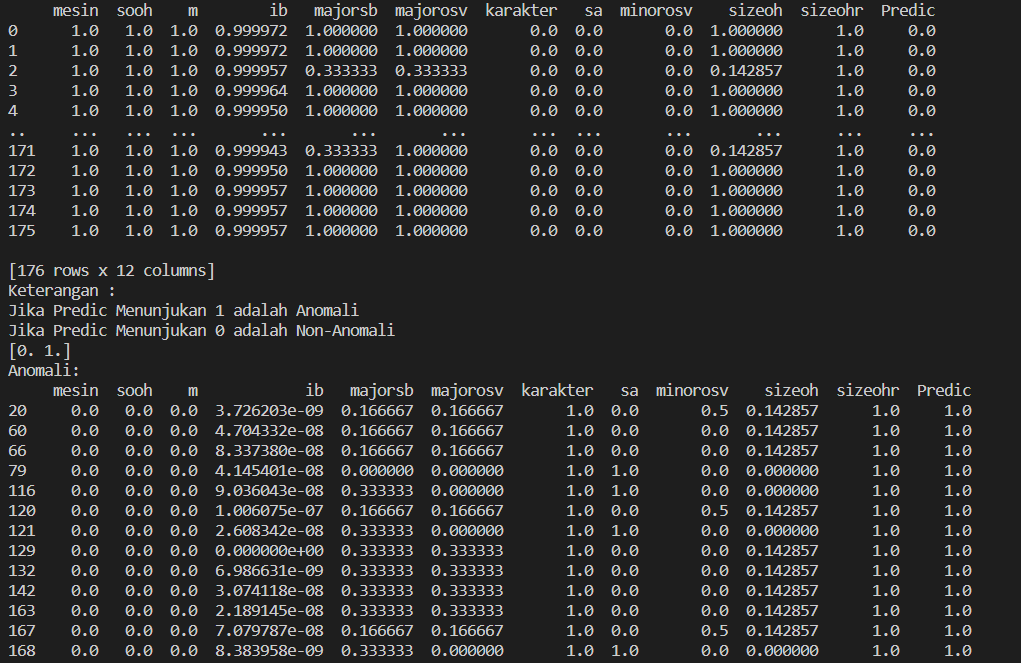 mesin sooh m ib majorsb majorosv karakter sa minorosv sizeoh sizeohr Predic
0 1.0 1.0 1.0 0.999972 1.000000 1.000000 0.0 0.0 0.0 1.000000 1.0 0.0
1 1.0 1.0 1.0 0.999972 1.000000 1.000000 0.0 0.0 0.0 1.000000 1.0 0.0
2 1.0 1.0 1.0 0.999957 0.333333 0.333333 0.0 0.0 0.0 0.142857 1.0 0.0
3 1.0 1.0 1.0 0.999964 1.000000 1.000000 0.0 0.0 0.0 1.000000 1.0 0.0
4 1.0 1.0 1.0 0.999950 1.000000 1.000000 0.0 0.0 0.0 1.000000 1.0 0.0
.. ... ... ... ... ... ... ... ... ... ... ... ...
171 1.0 1.0 1.0 0.999943 0.333333 1.000000 0.0 0.0 0.0 0.142857 1.0 0.0
172 1.0 1.0 1.0 0.999950 1.000000 1.000000 0.0 0.0 0.0 1.000000 1.0 0.0
173 1.0 1.0 1.0 0.999957 1.000000 1.000000 0.0 0.0 0.0 1.000000 1.0 0.0
174 1.0 1.0 1.0 0.999957 1.000000 1.000000 0.0 0.0 0.0 1.000000 1.0 0.0
175 1.0 1.0 1.0 0.999957 1.000000 1.000000 0.0 0.0 0.0 1.000000 1.0 0.0
[176 rows x 12 columns]
Keterangan :
Jika Predic Menunjukan 1 adalah Anomali
Jika Predic Menunjukan 0 adalah Non-Anomali
[0. 1.]
Anomali:
mesin sooh m ib majorsb majorosv karakter sa minorosv sizeoh sizeohr Predic
20 0.0 0.0 0.0 3.726203e-09 0.166667 0.166667 1.0 0.0 0.5 0.142857 1.0 1.0
60 0.0 0.0 0.0 4.704332e-08 0.166667 0.166667 1.0 0.0 0.0 0.142857 1.0 1.0
66 0.0 0.0 0.0 8.337380e-08 0.166667 0.166667 1.0 0.0 0.0 0.142857 1.0 1.0
79 0.0 0.0 0.0 4.145401e-08 0.000000 0.000000 1.0 1.0 0.0 0.000000 1.0 1.0
116 0.0 0.0 0.0 9.036043e-08 0.333333 0.000000 1.0 1.0 0.0 0.000000 1.0 1.0
120 0.0 0.0 0.0 1.006075e-07 0.166667 0.166667 1.0 0.0 0.5 0.142857 1.0 1.0
121 0.0 0.0 0.0 2.608342e-08 0.333333 0.000000 1.0 1.0 0.0 0.000000 1.0 1.0
129 0.0 0.0 0.0 0.000000e+00 0.333333 0.333333 1.0 0.0 0.0 0.142857 1.0 1.0
132 0.0 0.0 0.0 6.986631e-09 0.333333 0.333333 1.0 0.0 0.0 0.142857 1.0 1.0
142 0.0 0.0 0.0 3.074118e-08 0.333333 0.333333 1.0 0.0 0.0 0.142857 1.0 1.0
163 0.0 0.0 0.0 2.189145e-08 0.333333 0.333333 1.0 0.0 0.0 0.142857 1.0 1.0
167 0.0 0.0 0.0 7.079787e-08 0.166667 0.166667 1.0 0.0 0.5 0.142857 1.0 1.0
168 0.0 0.0 0.0 8.383958e-09 0.333333 0.000000 1.0 1.0 0.0 0.000000 1.0 1.0